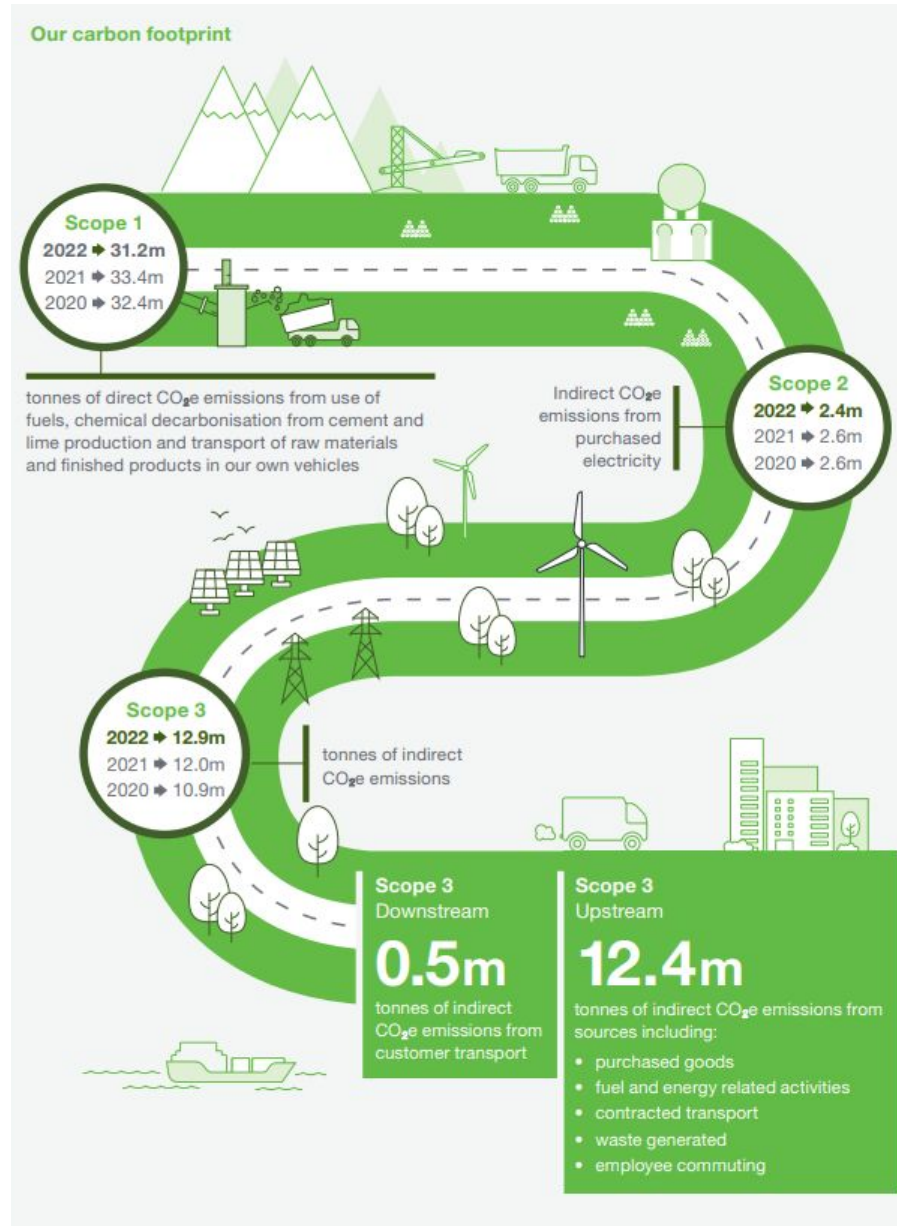 Our carbon footprint
Scope 1
2022 🡆 31.2m
2021 🡆 33.4m
2020 🡆 32.4m
tonnes of direct CO₂e emissions from use of
fuels, chemical decarbonisation from cement and
lime production and transport of raw materials
and finished products in our own vehicles
Indirect CO₂e
emissions from
purchased
electricity
Scope 2
2022 🡆 2.4m
2021 🡆 2.6m
2020 🡆 2.6m
Scope 3
2022 🡆 12.9m
2021 🡆 12.0m
2020 🡆 10.9m
tonnes of indirect
CO₂e emissions
Scope 3
Downstream
0.5m
tonnes of indirect
CO₂e emissions from
customer transport
Scope 3
Upstream
12.4m
tonnes of indirect CO₂e emissions from
sources including:
• purchased goods
• fuel and energy related activities
• contracted transport
• waste generated
• employee commuting